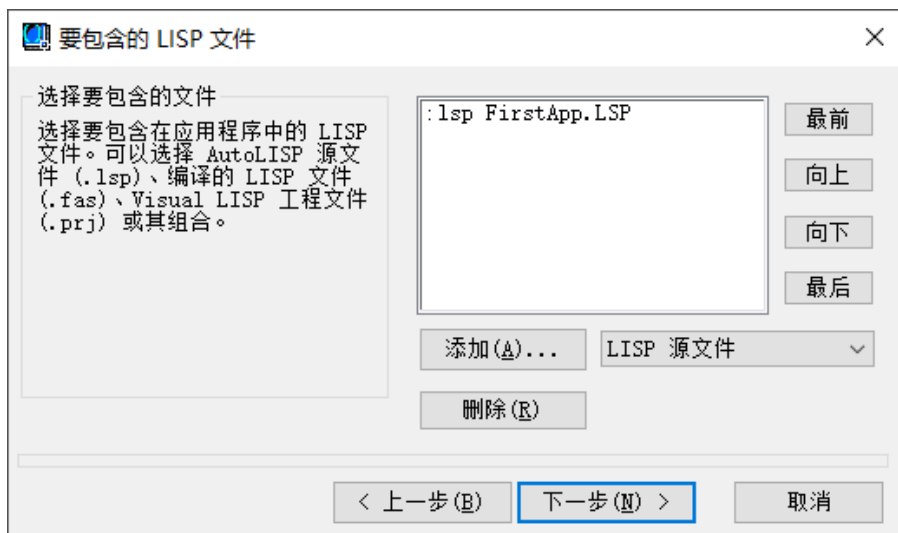 要包含的 LISP 文件
选择要包含的文件
选择要包含在应用程序中的 LISP
文件。可以选择 AutoLISP 源文
件 (.lsp)、编译的 LISP 文件
(.fas)、Visual LISP 工程文件
(.prj) 或其组合。
:lsp FirstApp.LSP
最前
向上
向下
最后
添加(A)...
LISP 源文件
删除(R)
< 上一步(B)
下一步(N) >
取消